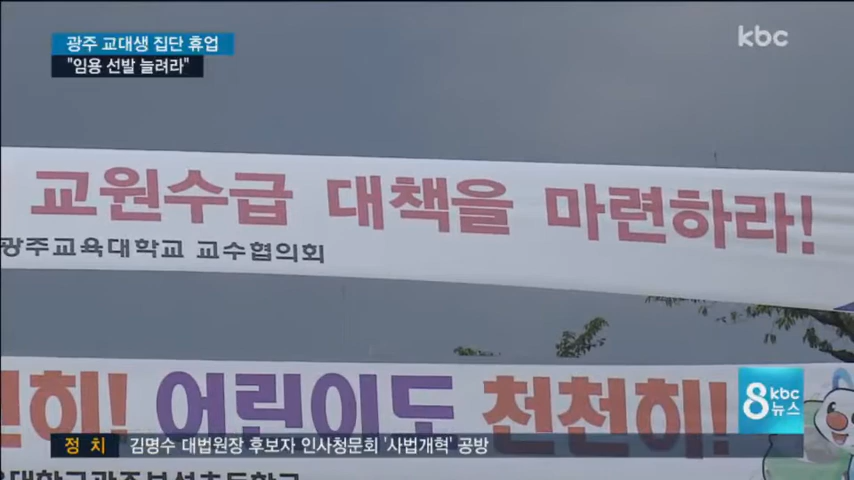 광주 교대생 집단 휴업
"임용 선발 늘려라"
kbc
교원수급 대책을 마련하라!
광주교육대학교 교수협의회
어린이도 천천히!
8 kbc 뉴스
정 치 김명수 대법원장 후보자 인사청문회 '사법개혁' 공방